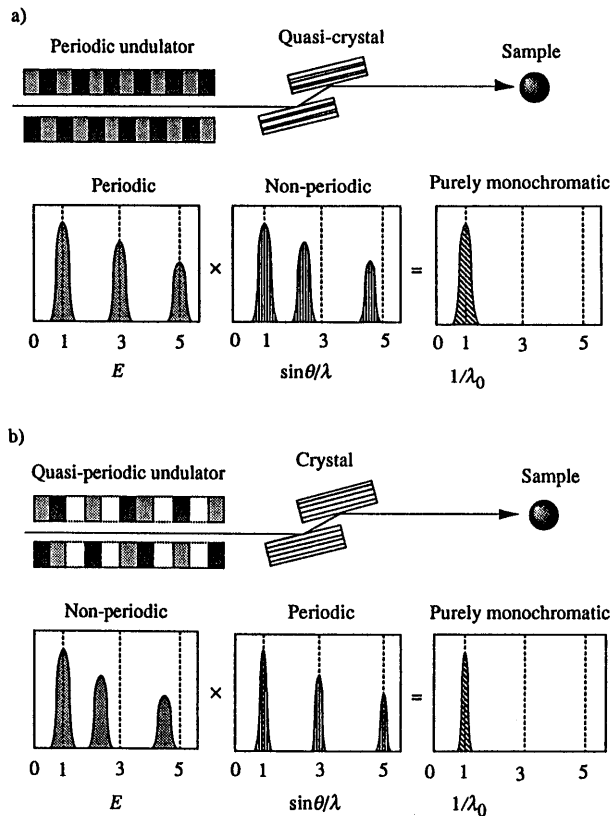 a)
Periodic undulator
Quasi-crystal
Sample
Periodic
Non-periodic
Purely monochromatic
×
=
0 1 3 5
0 1 3 5
0 1 3 5
E
sinθ/λ
1/λ₀
b)
Quasi-periodic undulator
Crystal
Sample
Non-periodic
Periodic
Purely monochromatic
×
=
0 1 3 5
0 1 3 5
0 1 3 5
E
sinθ/λ
1/λ₀